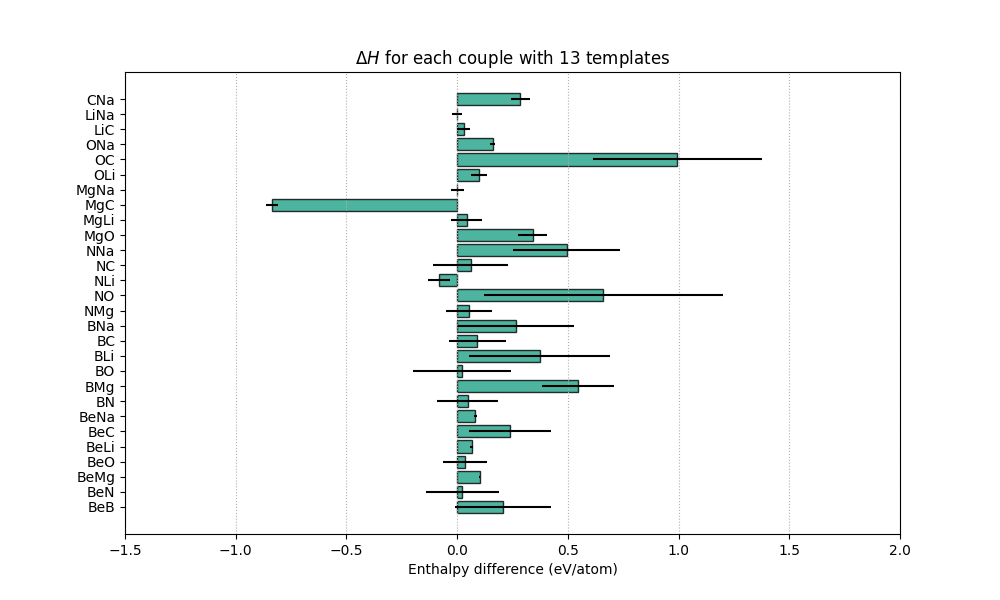 ΔH for each couple with 13 templates
CNa
LiNa
LiC
ONa
OC
OLi
MgNa
MgC
MgLi
MgO
NNa
NC
NLi
NO
NMg
BNa
BC
BLi
BO
BMg
BN
BeNa
BeC
BeLi
BeO
BeMg
BeN
BeB
−1.5 −1.0 −0.5 0.0 0.5 1.0 1.5 2.0
Enthalpy difference (eV/atom)